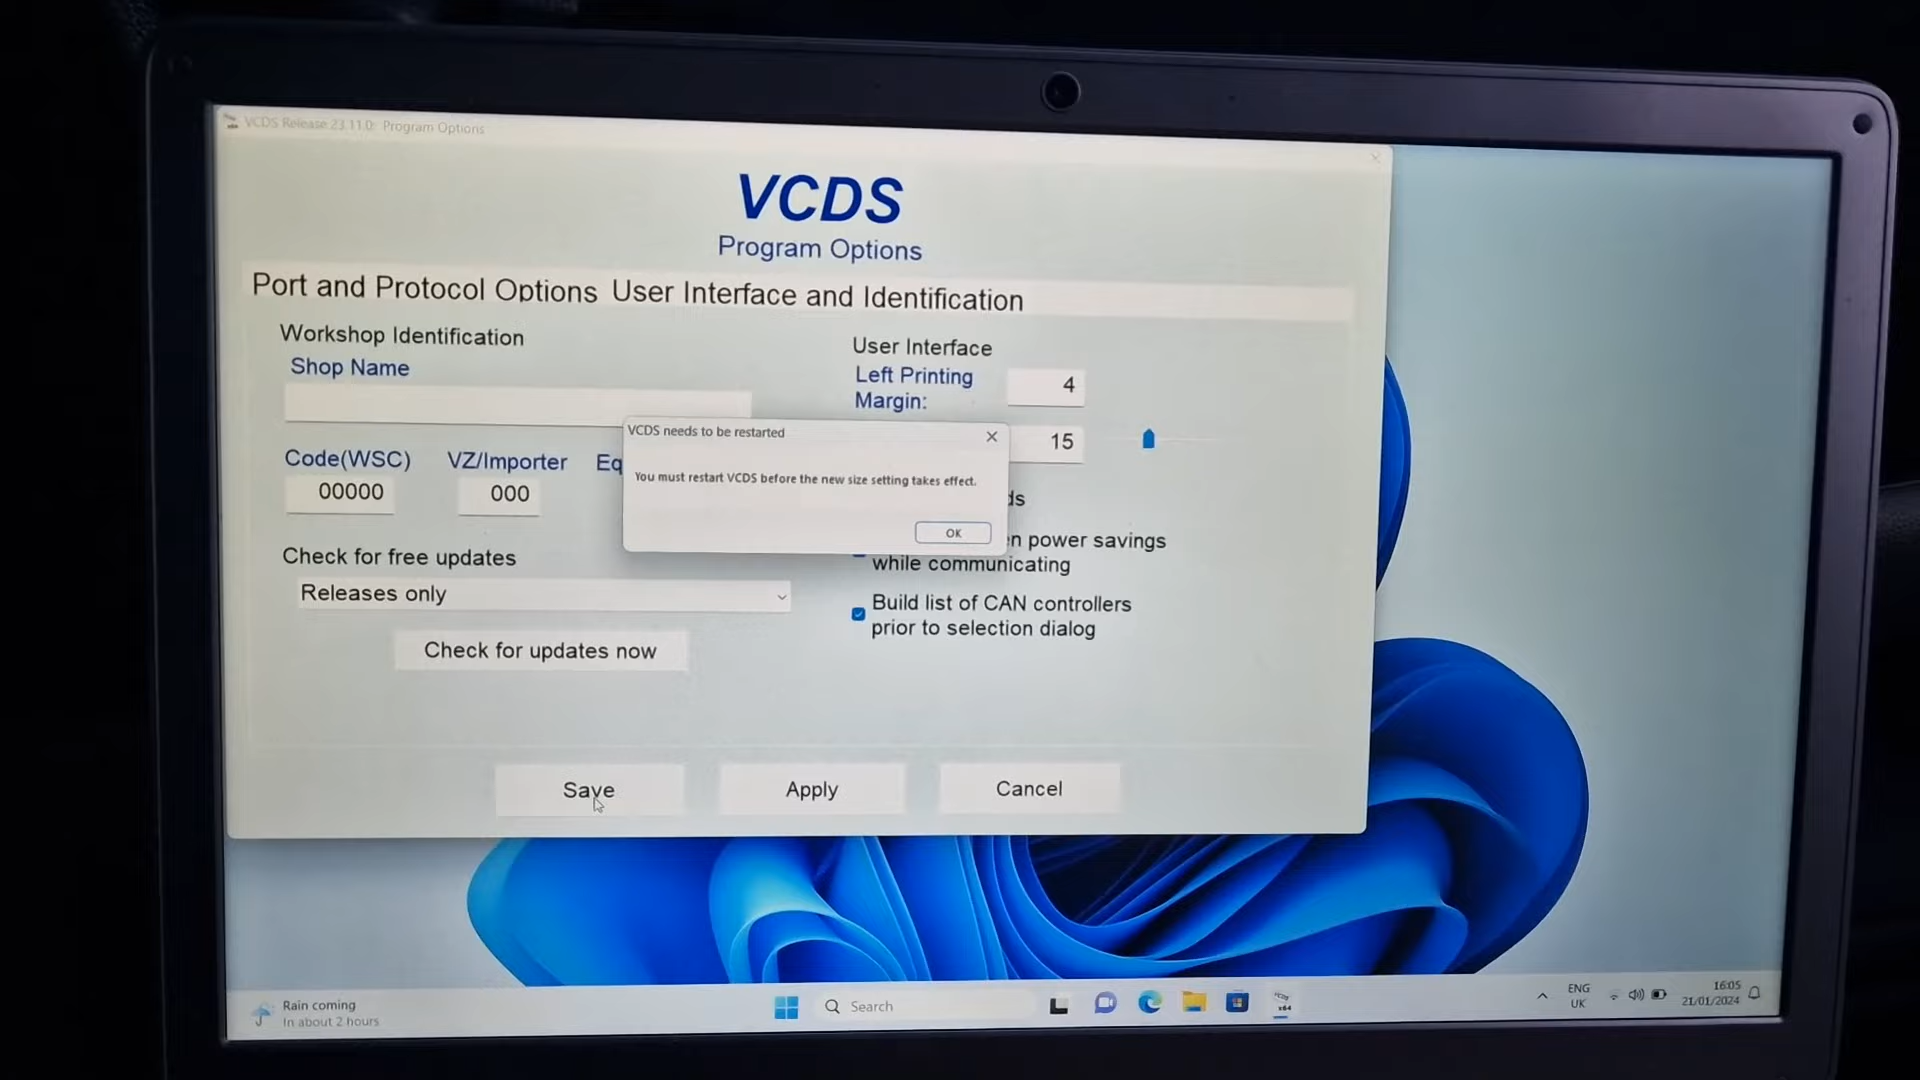 VCDS Release 23.11.0: Program Options
VCDS
Program Options
Port and Protocol Options User Interface and Identification
Workshop Identification
Shop Name
Code(WSC)
VZ/Importer
Eq
00000
000
Check for free updates
Releases only
Check for updates now
User Interface
Left Printing
Margin:
4
15
ds
n power savings
while communicating
Build list of CAN controllers
prior to selection dialog
VCDS needs to be restarted
You must restart VCDS before the new size setting takes effect.
OK
Save
Apply
Cancel
Rain coming
In about 2 hours
Search
x64
ENG
UK
16:05
21/01/2024